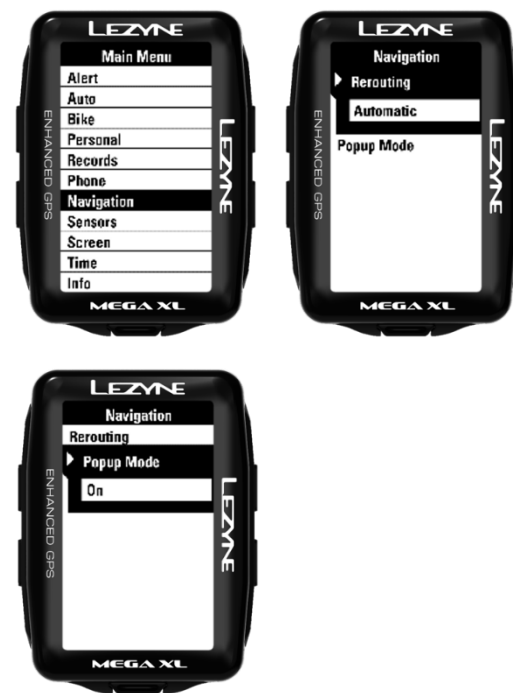 LEZYNE
Main Menu
Alert
Auto
Bike
Personal
Records
Phone
Navigation
Sensors
Screen
Time
Info
ENHANCED GPS
LEZYNE
MEGA XL
LEZYNE
Navigation
Rerouting
Automatic
Popup Mode
ENHANCED GPS
LEZYNE
MEGA XL
LEZYNE
Navigation
Rerouting
Popup Mode
On
ENHANCED GPS
LEZYNE
MEGA XL